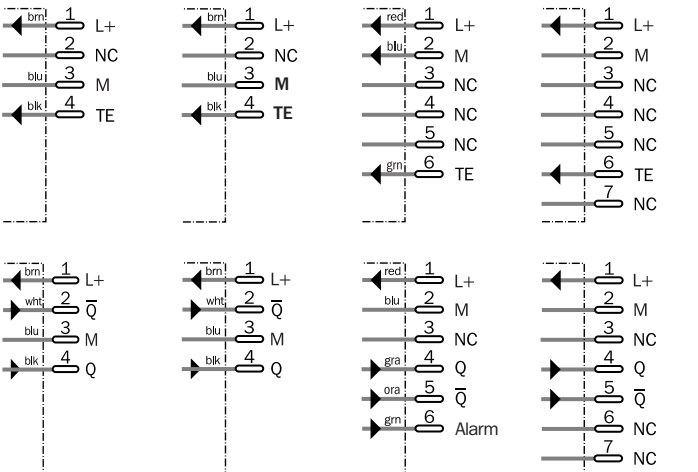 brn 1 L+
2 NC
blu 3 M
blk 4 TE
brn 1 L+
2 NC
blu 3 M
blk 4 TE
red 1 L+
blu 2 M
3 NC
4 NC
5 NC
grn 6 TE
1 L+
2 M
3 NC
4 NC
5 NC
6 TE
7 NC
brn 1 L+
wht 2 Q̅
blu 3 M
blk 4 Q
brn 1 L+
wht 2 Q̅
blu 3 M
blk 4 Q
red 1 L+
blu 2 M
3 NC
gra 4 Q
ora 5 Q̅
grn 6 Alarm
1 L+
2 M
3 NC
4 Q
5 Q̅
6 NC
7 NC